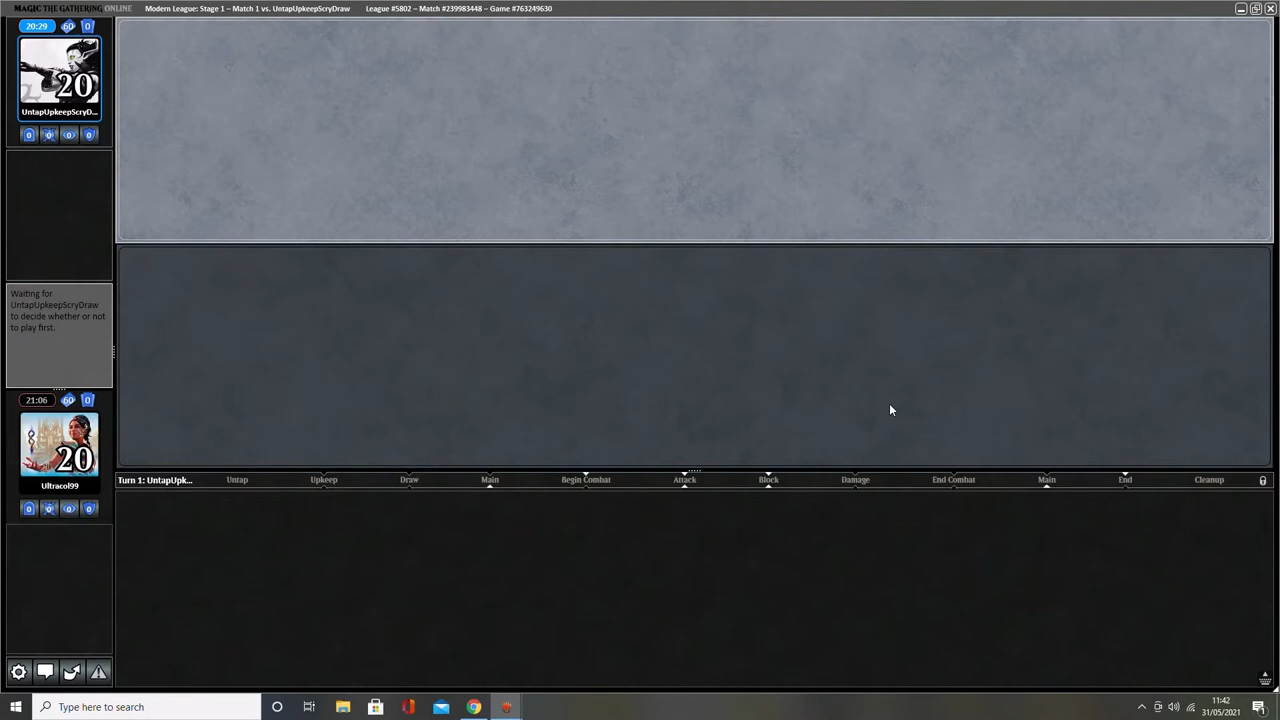 MAGIC THE GATHERING ONLINE
Modern League: Stage 1 – Match 1 vs. UntapUpkeepScryDraw
League #5802 – Match #239983448 – Game #763249630
20:29 60 0
20
UntapUpkeepScryD...
0 0 0 0
Waiting for
UntapUpkeepScryDraw
to decide whether or not
to play first.
21:06 60 0
20
Ultracol99
0 0 0 0
Turn 1: UntapUpk... Untap Upkeep Draw Main Begin Combat Attack Block Damage End Combat Main End Cleanup
Type here to search
11:42
31/05/2021
1